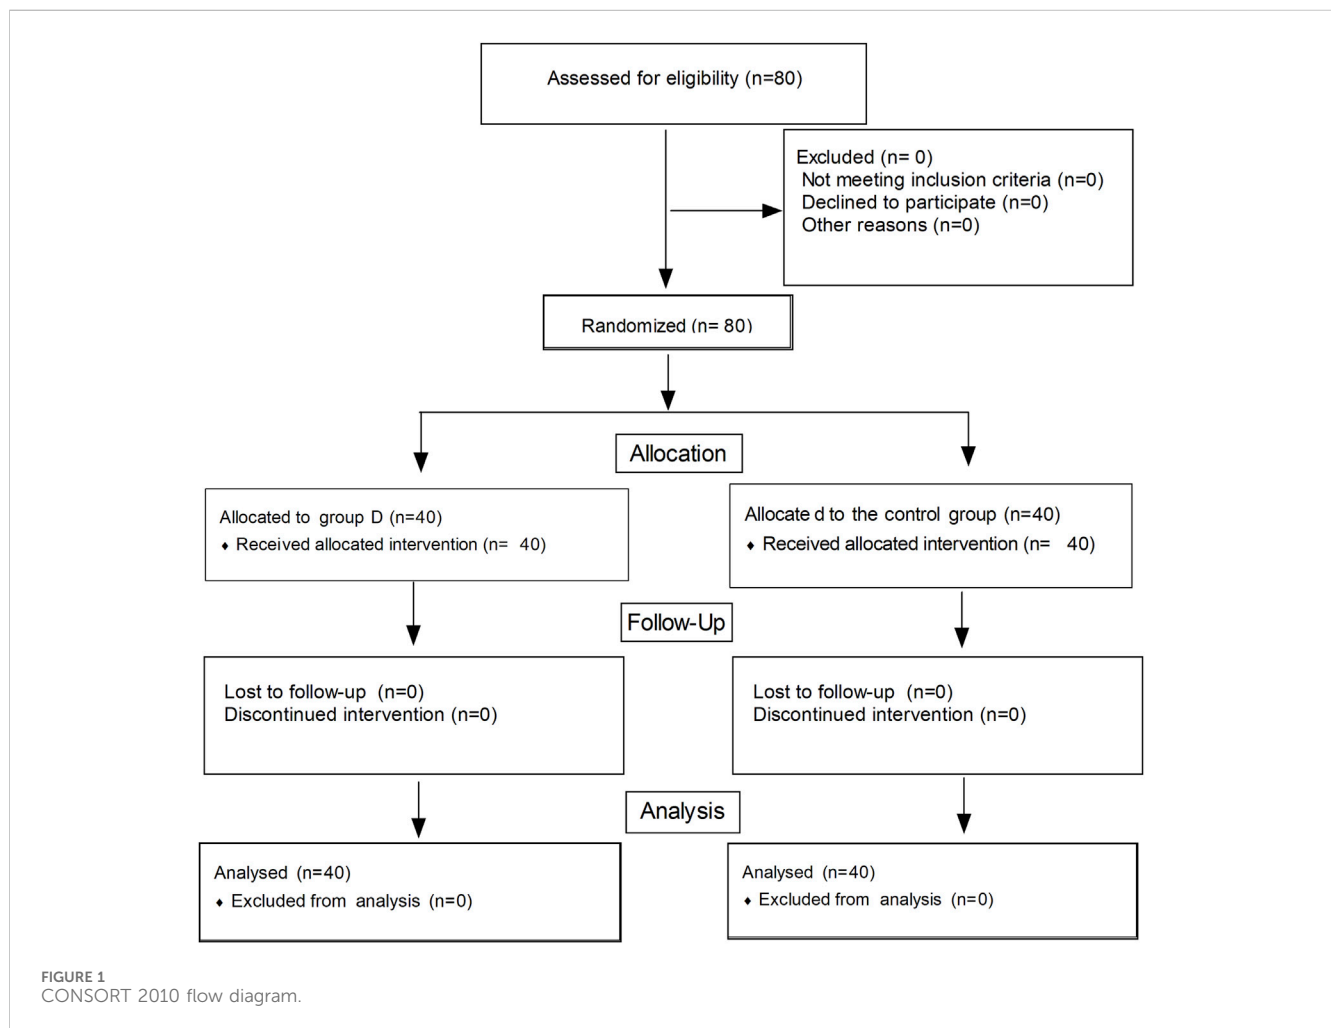 Assessed for eligibility (n=80)
Excluded (n= 0)
Not meeting inclusion criteria (n=0)
Declined to participate (n=0)
Other reasons (n=0)
Randomized (n= 80)
Allocation
Allocated to group D (n=40)
♦ Received allocated intervention (n= 40)
Allocate d to the control group (n=40)
♦ Received allocated intervention (n= 40)
Follow-Up
Lost to follow-up (n=0)
Discontinued intervention (n=0)
Lost to follow-up (n=0)
Discontinued intervention (n=0)
Analysis
Analysed (n=40)
♦ Excluded from analysis (n=0)
Analysed (n=40)
♦ Excluded from analysis (n=0)
FIGURE 1
CONSORT 2010 flow diagram.